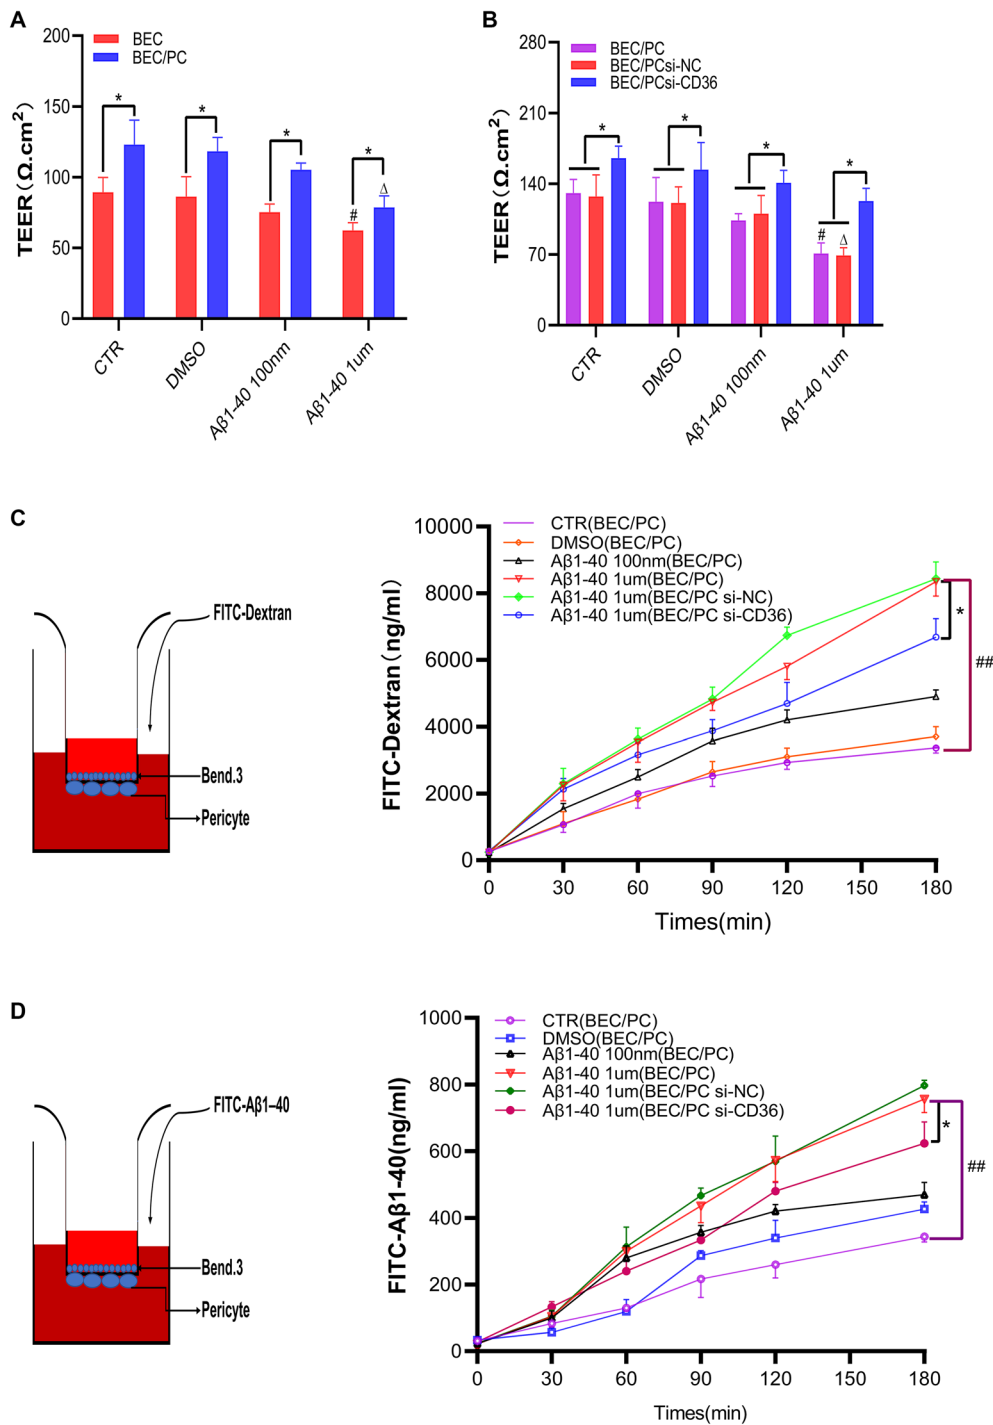 A
200
150
100
50
0
TEER(Ω.cm²)
BEC
BEC/PC
*
*
*
*
#
Δ
CTR
DMSO
Aβ1-40 100nm
Aβ1-40 1um
B
280
210
140
70
0
TEER(Ω.cm²)
BEC/PC
BEC/PCsi-NC
BEC/PCsi-CD36
*
*
*
*
#
Δ
CTR
DMSO
Aβ1-40 100nm
Aβ1-40 1um
C
FITC-Dextran
Bend.3
Pericyte
10000
8000
6000
4000
2000
0
FITC-Dextran(ng/ml)
CTR(BEC/PC)
DMSO(BEC/PC)
Aβ1-40 100nm(BEC/PC)
Aβ1-40 1um(BEC/PC)
Aβ1-40 1um(BEC/PC si-NC)
Aβ1-40 1um(BEC/PC si-CD36)
*
##
0 30 60 90 120 150 180
Times(min)
D
FITC-Aβ1–40
Bend.3
Pericyte
1000
800
600
400
200
0
FITC-Aβ1-40(ng/ml)
CTR(BEC/PC)
DMSO(BEC/PC)
Aβ1-40 100nm(BEC/PC)
Aβ1-40 1um(BEC/PC)
Aβ1-40 1um(BEC/PC si-NC)
Aβ1-40 1um(BEC/PC si-CD36)
*
##
0 30 60 90 120 150 180
Times(min)